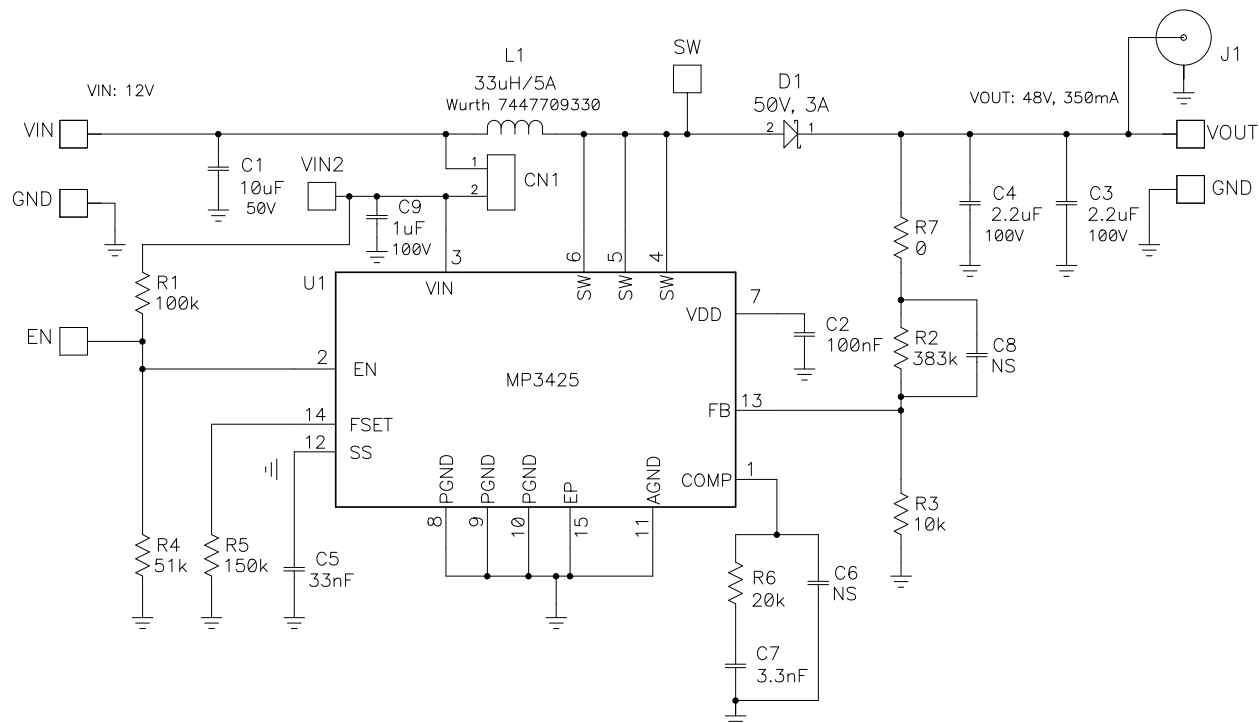 SW
J1
L1
33uH/5A
Wurth 7447709330
D1
50V, 3A
VIN: 12V
VOUT: 48V, 350mA
VIN
2
1
VOUT
C1
10uF
50V
VIN2
1
2
CN1
GND
GND
C9
1uF
100V
C4
2.2uF
100V
C3
2.2uF
100V
R7
0
3
6
5
4
R1
100k
U1
VIN
SW
SW
SW
7
VDD
C2
100nF
R2
383k
C8
NS
EN
2
EN
MP3425
FB
13
14
FSET
12
SS
PGND
PGND
PGND
EP
AGND
COMP
1
8
9
10
15
11
R3
10k
R4
51k
R5
150k
C5
33nF
R6
20k
C6
NS
C7
3.3nF